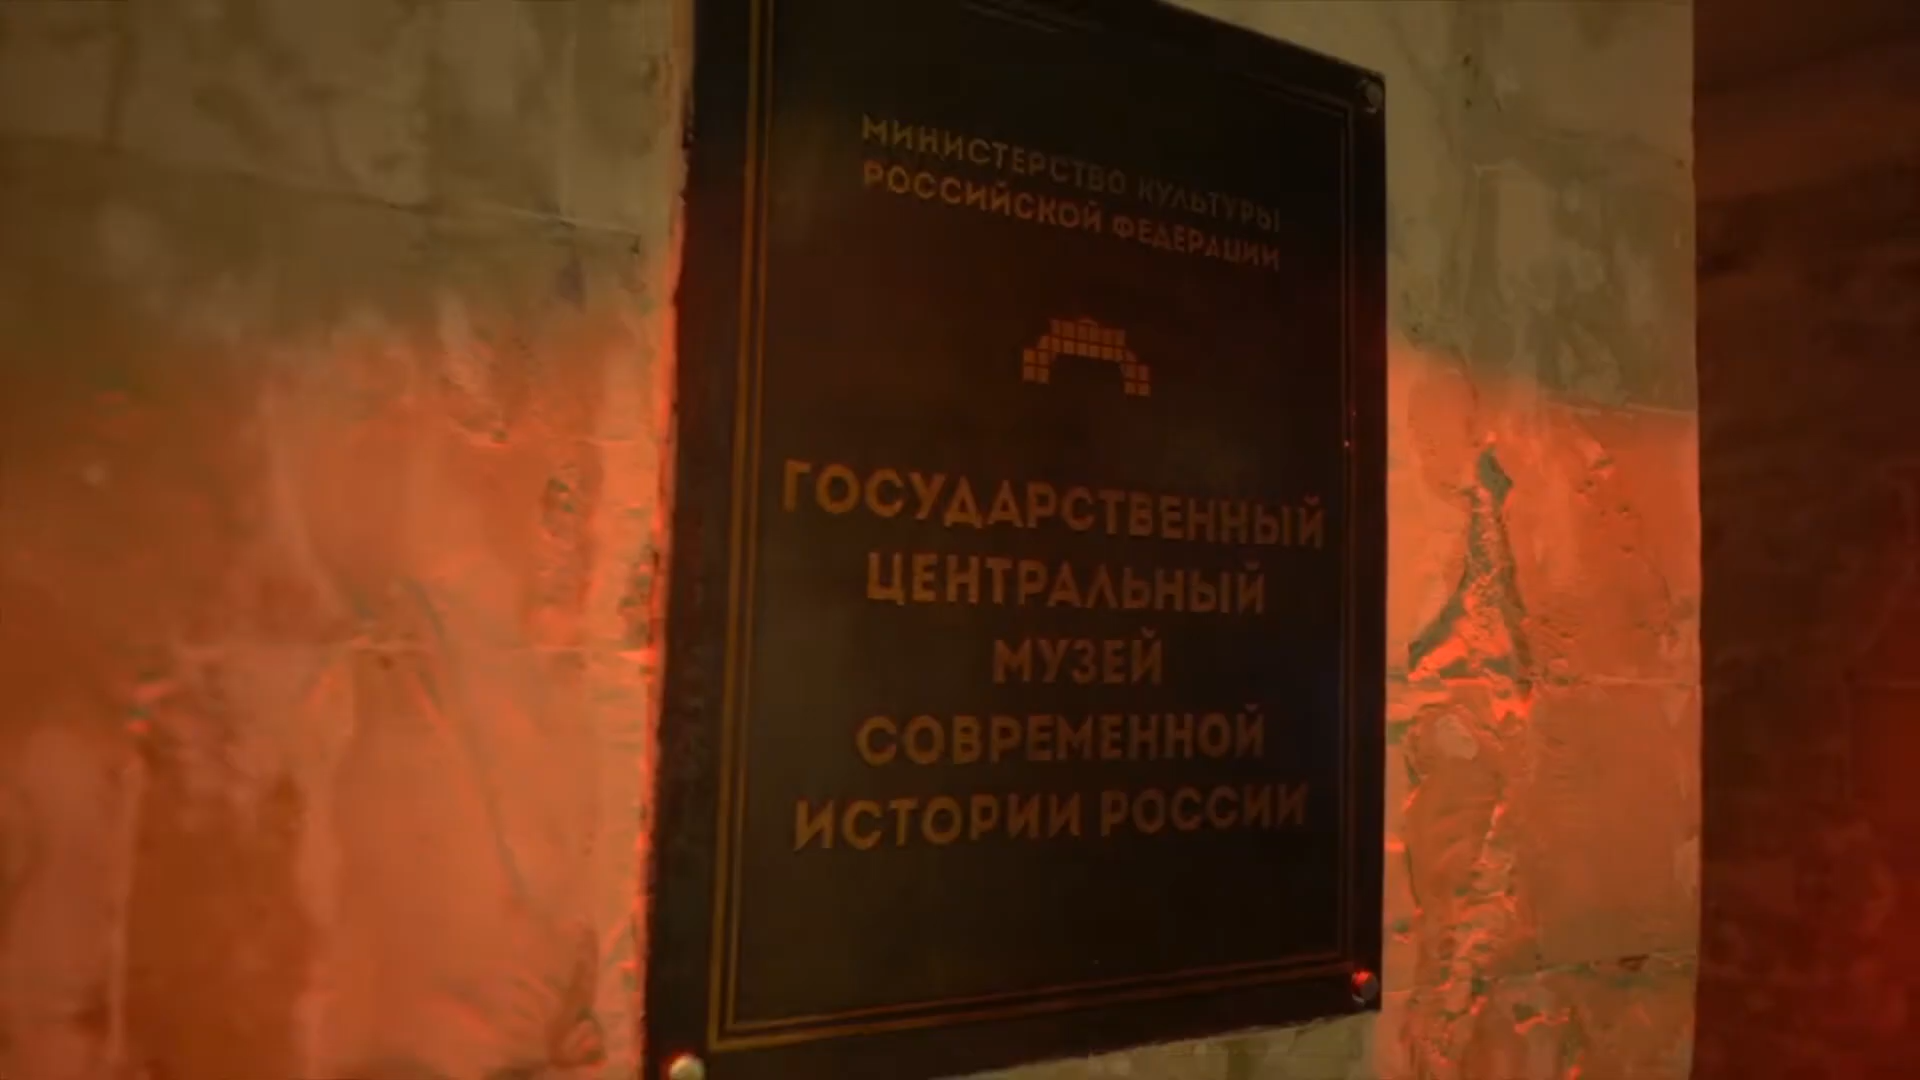 МИНИСТЕРСТВО КУЛЬТУРЫ
РОССИЙСКОЙ ФЕДЕРАЦИИ
ГОСУДАРСТВЕННЫЙ
ЦЕНТРАЛЬНЫЙ
МУЗЕЙ
СОВРЕМЕННОЙ
ИСТОРИИ РОССИИ